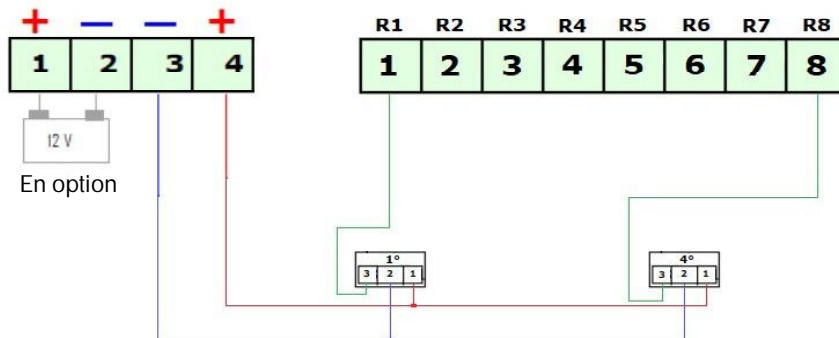 + — — + R1 R2 R3 R4 R5 R6 R7 R8
1 2 3 4 1 2 3 4 5 6 7 8
12 V
En option
1° 4°
3 2 1 3 2 1